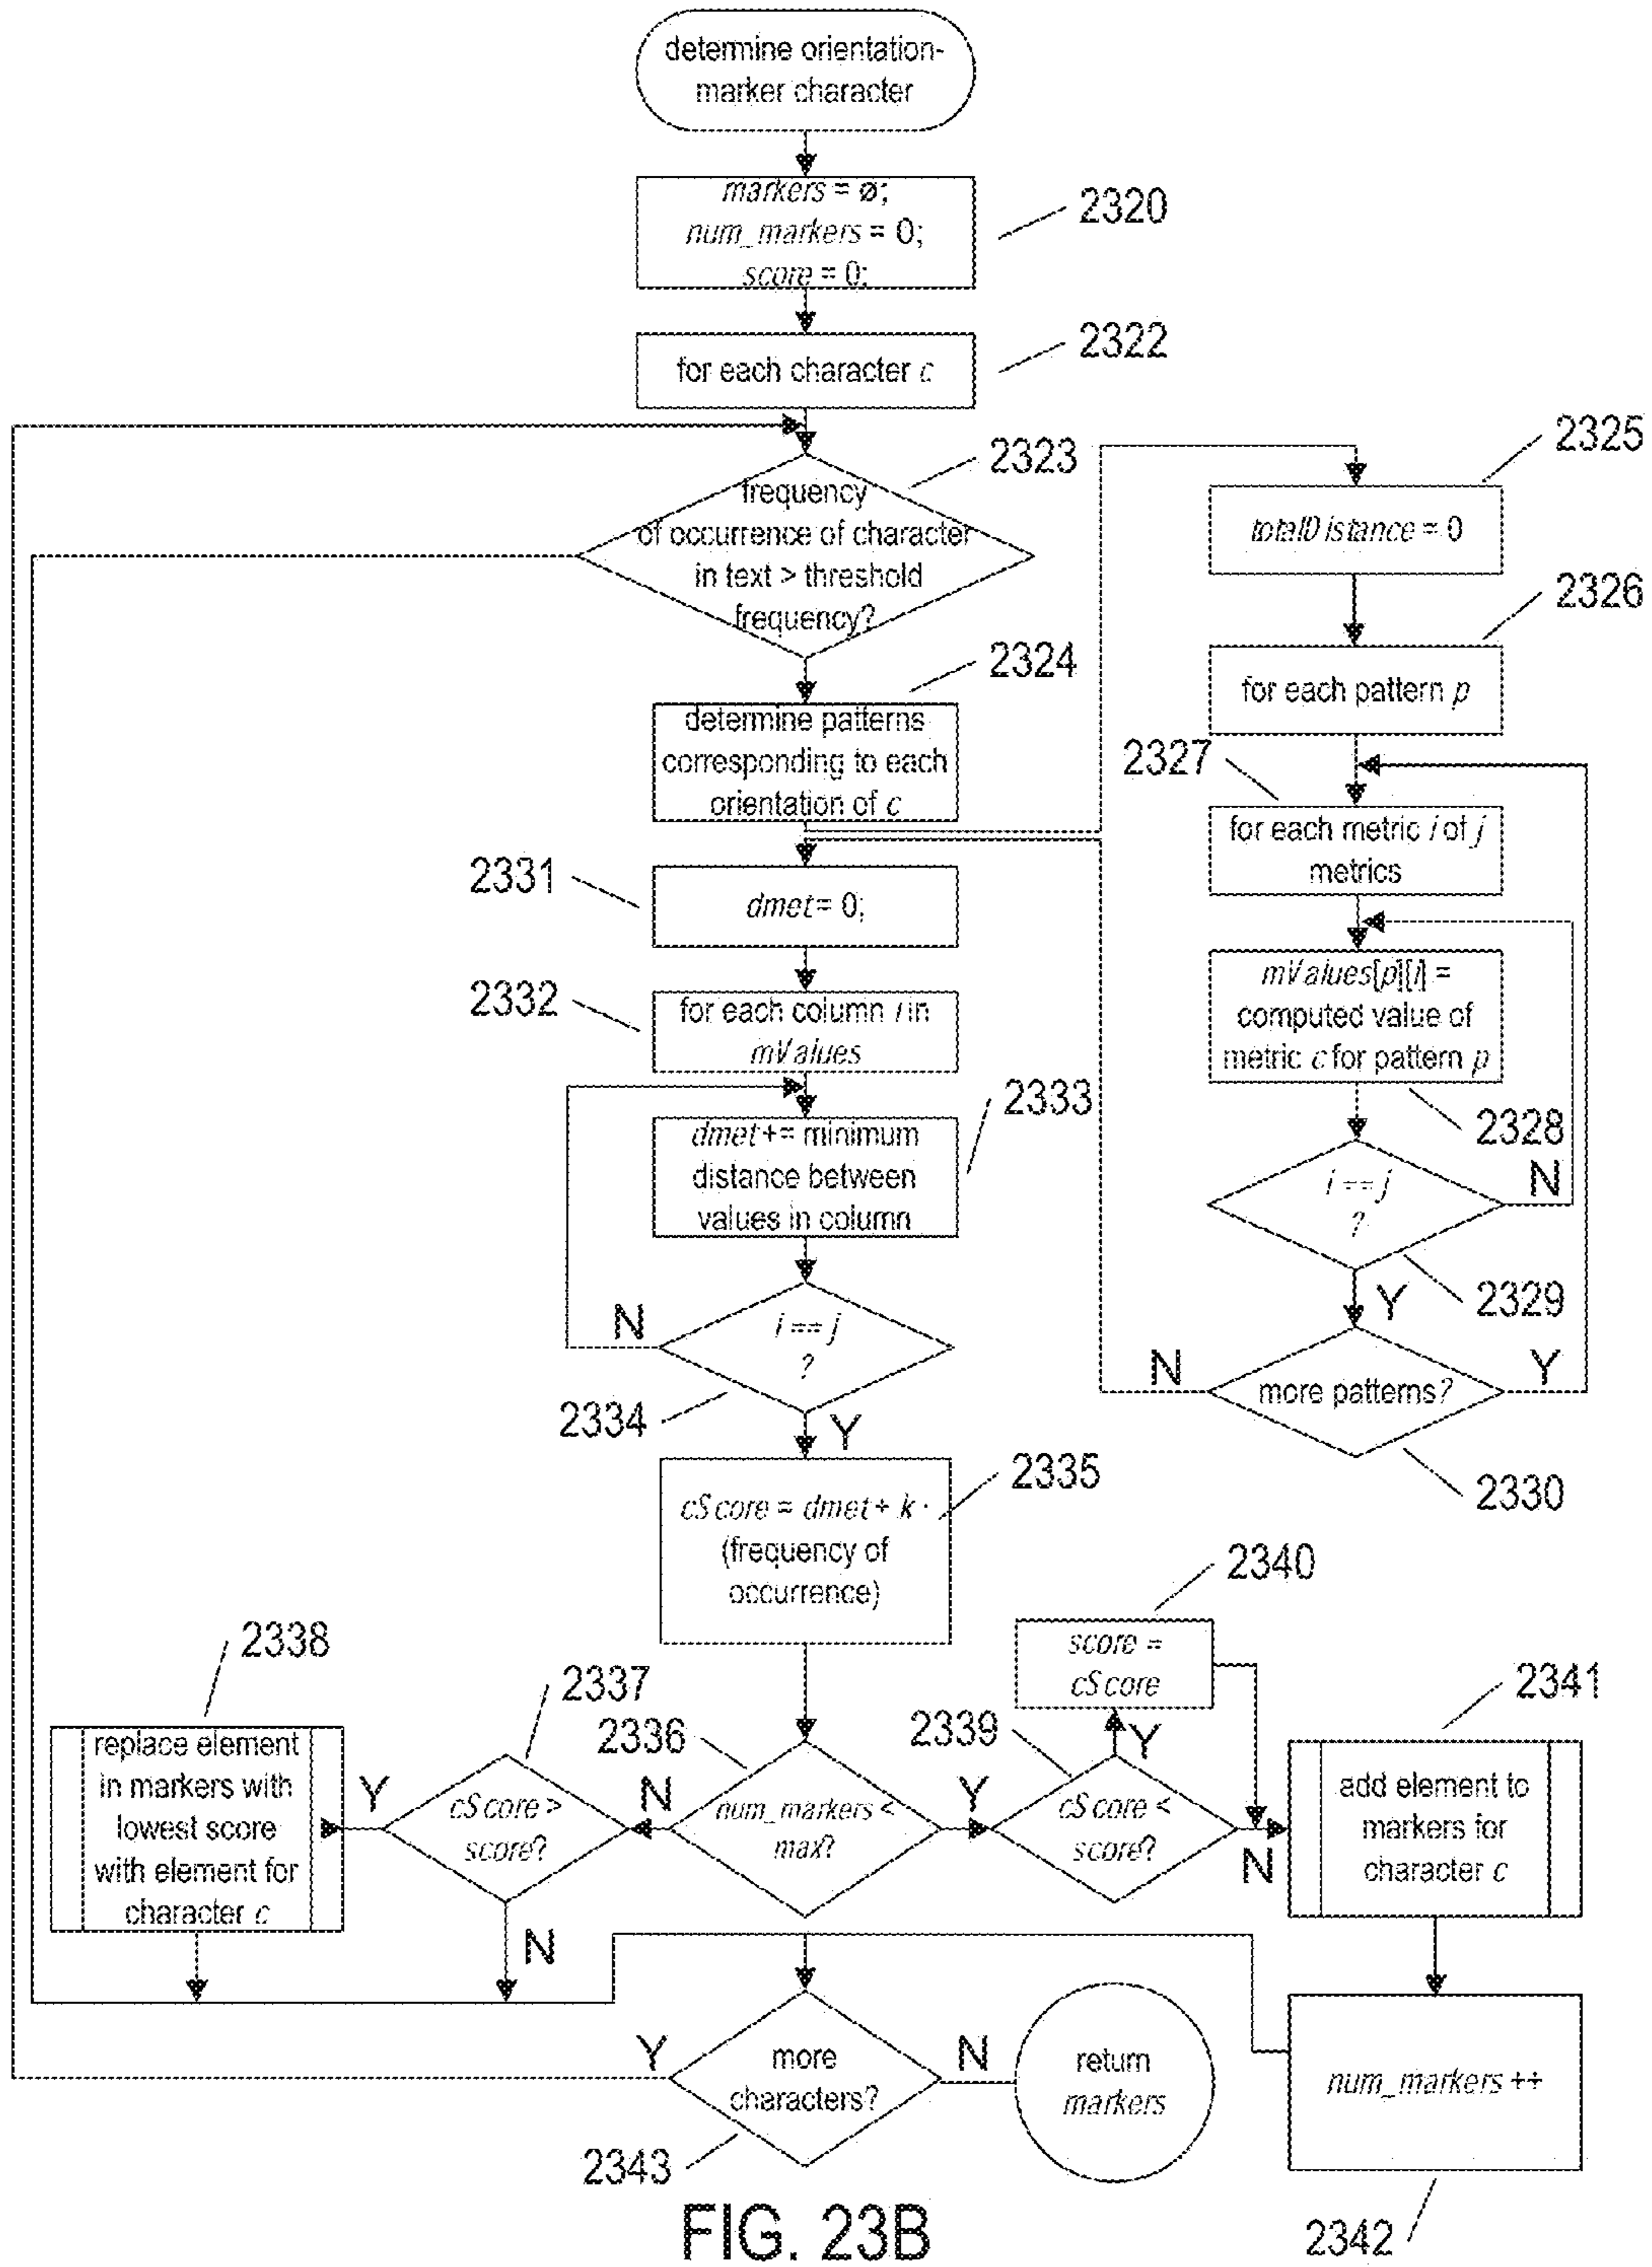 determine orientation-
marker character
markers = ø;
num_markers = 0;
score = 0;
2320
for each character c
2322
frequency
of occurrence of character
in text > threshold
frequency?
2323
determine patterns
corresponding to each
orientation of c
2324
totalDistance = 0
2325
for each pattern p
2326
for each metric i of j
metrics
2327
mValues[p][i] =
computed value of
metric c for pattern p
2328
i == j
?
N
Y
2329
more patterns?
N
Y
2330
dmet = 0;
2331
for each column i in
mValues
2332
dmet += minimum
distance between
values in column
2333
i == j
?
N
Y
2334
cScore = dmet + k ·
(frequency of
occurrence)
2335
num_markers <
max?
N
Y
2336
cScore >
score?
Y
N
2337
replace element
in markers with
lowest score
with element for
character c
2338
cScore <
score?
Y
N
2339
score =
cScore
2340
add element to
markers for
character c
2341
num_markers ++
2342
more
characters?
Y
N
2343
return
markers
FIG. 23B